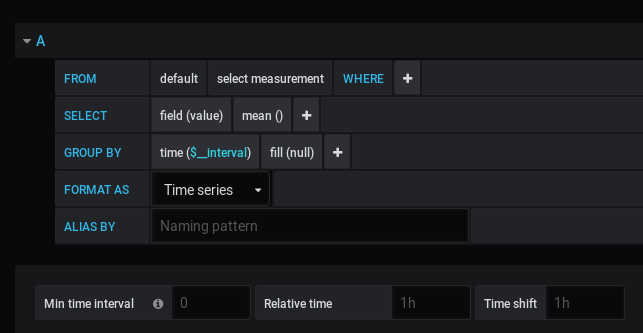 A
FROM default select measurement WHERE +
SELECT field (value) mean () +
GROUP BY time ($__interval) fill (null) +
FORMAT AS Time series
ALIAS BY Naming pattern
Min time interval 0 Relative time 1h Time shift 1h